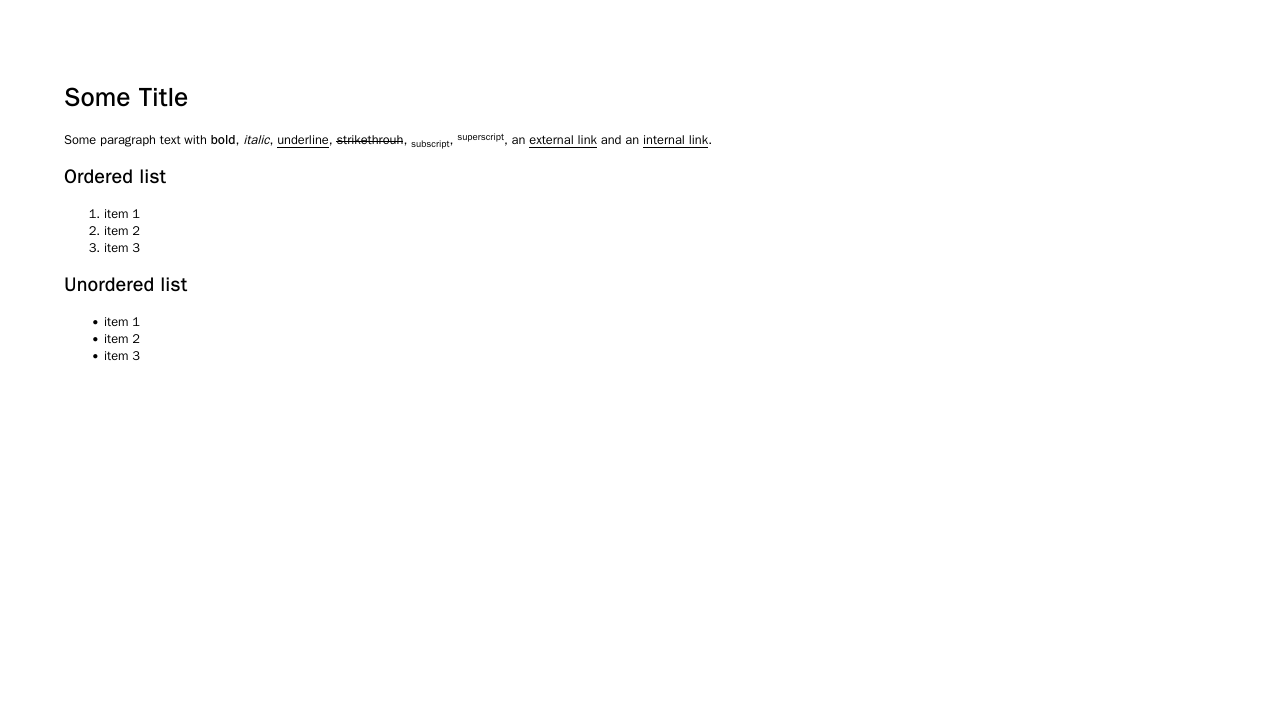 Some Title
Some paragraph text with bold, italic, underline, strikethrouh, subscript, superscript, an external link and an internal link.
Ordered list
1. item 1
2. item 2
3. item 3
Unordered list
• item 1
• item 2
• item 3